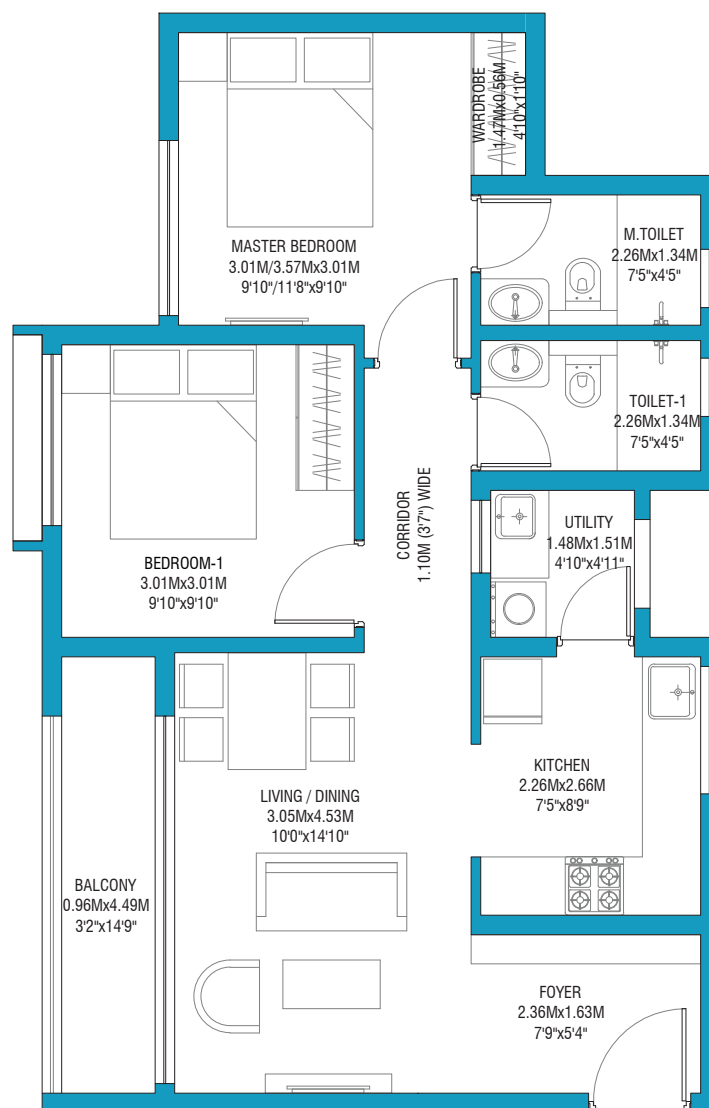 WARDROBE
1.47Mx0.56M
4'10"x1'10"
MASTER BEDROOM
3.01M/3.57Mx3.01M
9'10"/11'8"x9'10"
M.TOILET
2.26Mx1.34M
7'5"x4'5"
TOILET-1
2.26Mx1.34M
7'5"x4'5"
CORRIDOR
1.10M (3'7") WIDE
UTILITY
1.48Mx1.51M
4'10"x4'11"
BEDROOM-1
3.01Mx3.01M
9'10"x9'10"
KITCHEN
2.26Mx2.66M
7'5"x8'9"
LIVING / DINING
3.05Mx4.53M
10'0"x14'10"
BALCONY
0.96Mx4.49M
3'2"x14'9"
FOYER
2.36Mx1.63M
7'9"x5'4"